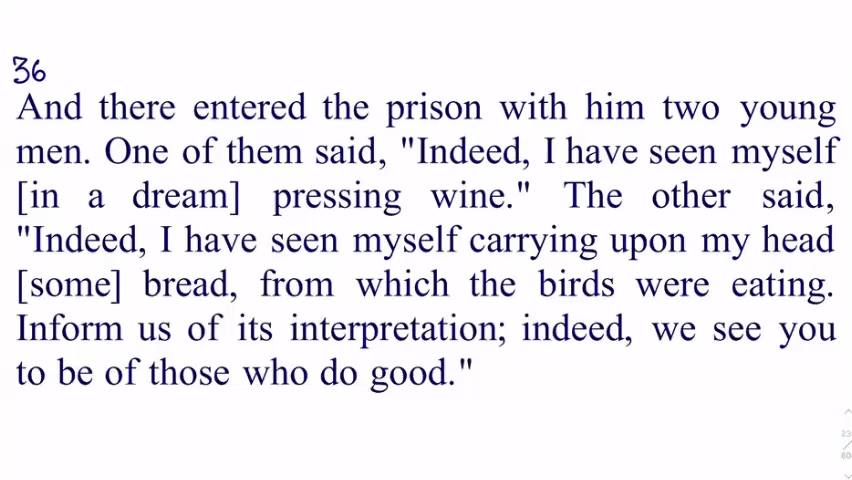 36
And there entered the prison with him two young
men. One of them said, "Indeed, I have seen myself
[in a dream] pressing wine." The other said,
"Indeed, I have seen myself carrying upon my head
[some] bread, from which the birds were eating.
Inform us of its interpretation; indeed, we see you
to be of those who do good."